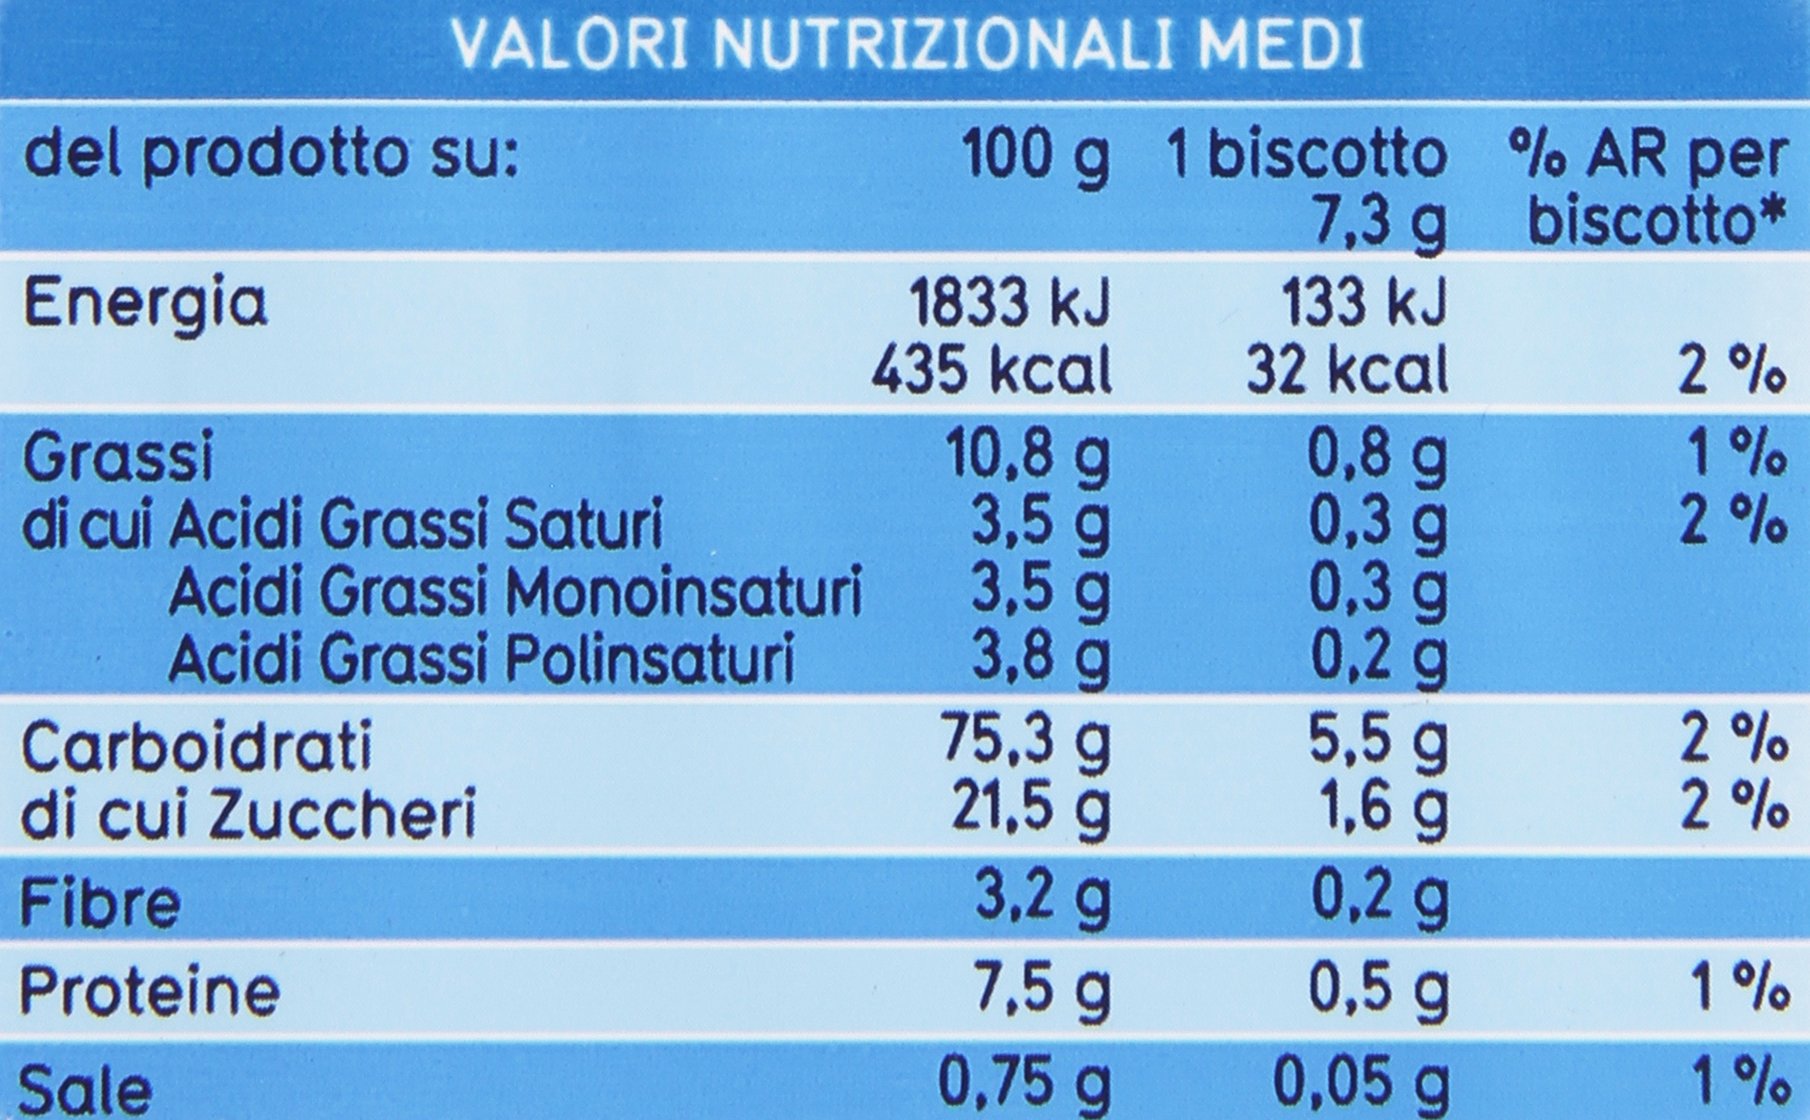 VALORI NUTRIZIONALI MEDI
del prodotto su: 100 g 1 biscotto % AR per
7,3 g biscotto*
Energia 1833 kJ 133 kJ
435 kcal 32 kcal 2 %
Grassi 10,8 g 0,8 g 1 %
di cui Acidi Grassi Saturi 3,5 g 0,3 g 2 %
Acidi Grassi Monoinsaturi 3,5 g 0,3 g
Acidi Grassi Polinsaturi 3,8 g 0,2 g
Carboidrati 75,3 g 5,5 g 2 %
di cui Zuccheri 21,5 g 1,6 g 2 %
Fibre 3,2 g 0,2 g
Proteine 7,5 g 0,5 g 1 %
Sale 0,75 g 0,05 g 1 %